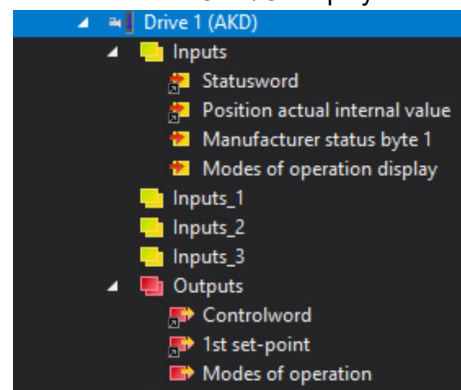 Drive 1 (AKD)
Inputs
Statusword
Position actual internal value
Manufacturer status byte 1
Modes of operation display
Inputs_1
Inputs_2
Inputs_3
Outputs
Controlword
1st set-point
Modes of operation